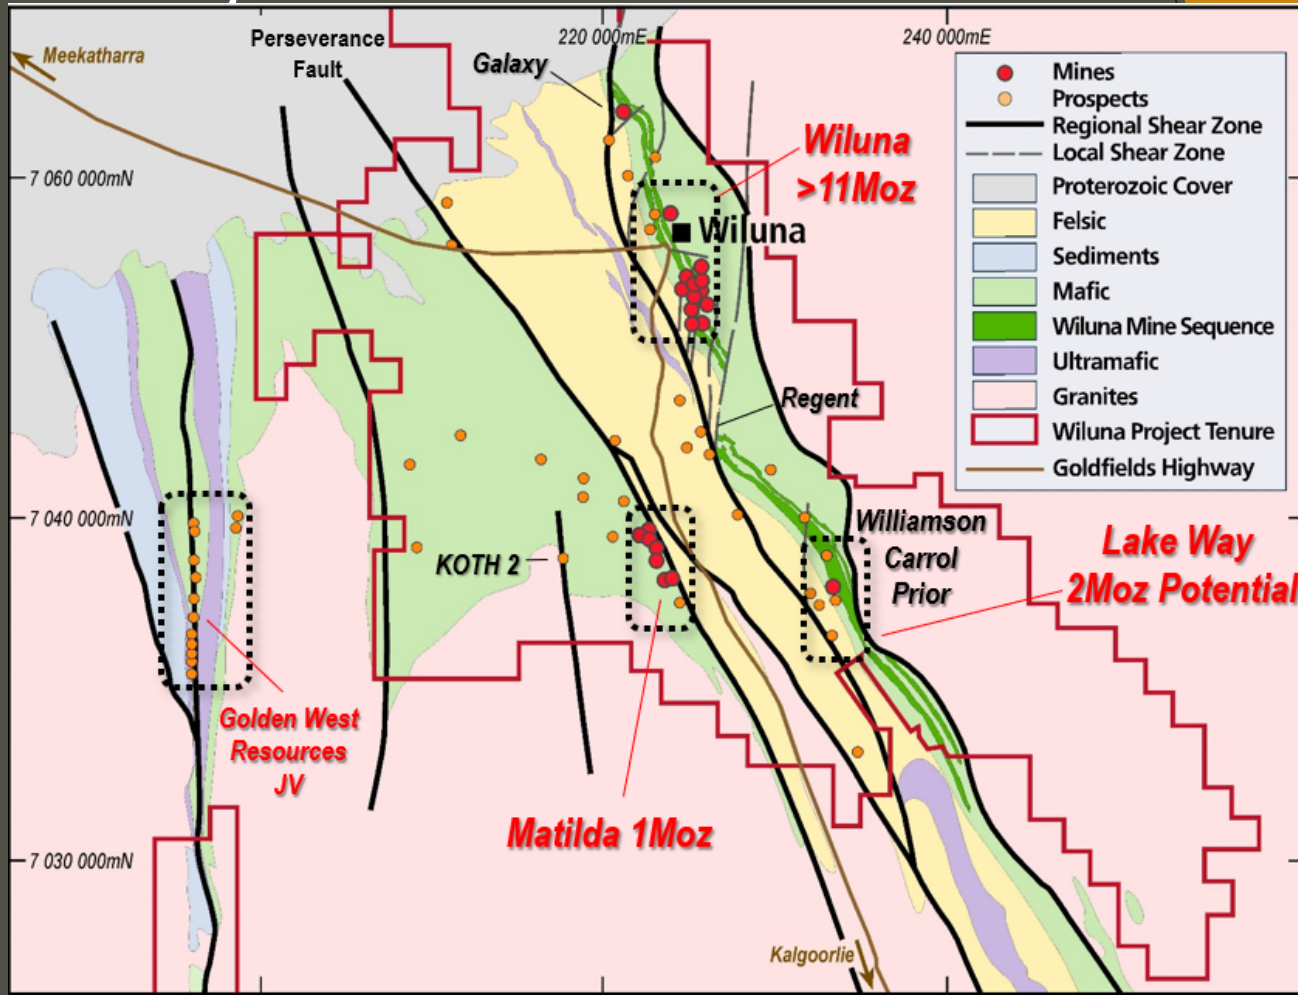 Perseverance
Fault
220 000mE
240 000mE
Meekatharra
Galaxy
Mines
Prospects
Regional Shear Zone
Local Shear Zone
Proterozoic Cover
Felsic
Sediments
Mafic
Wiluna Mine Sequence
Ultramafic
Granites
Wiluna Project Tenure
Goldfields Highway
Wiluna
>11Moz
7 060 000mN
Wiluna
Regent
7 040 000mN
KOTH 2
Williamson
Carrol
Prior
Lake Way
2Moz Potential
Golden West
Resources
JV
Matilda 1Moz
7 030 000mN
Kalgoorlie